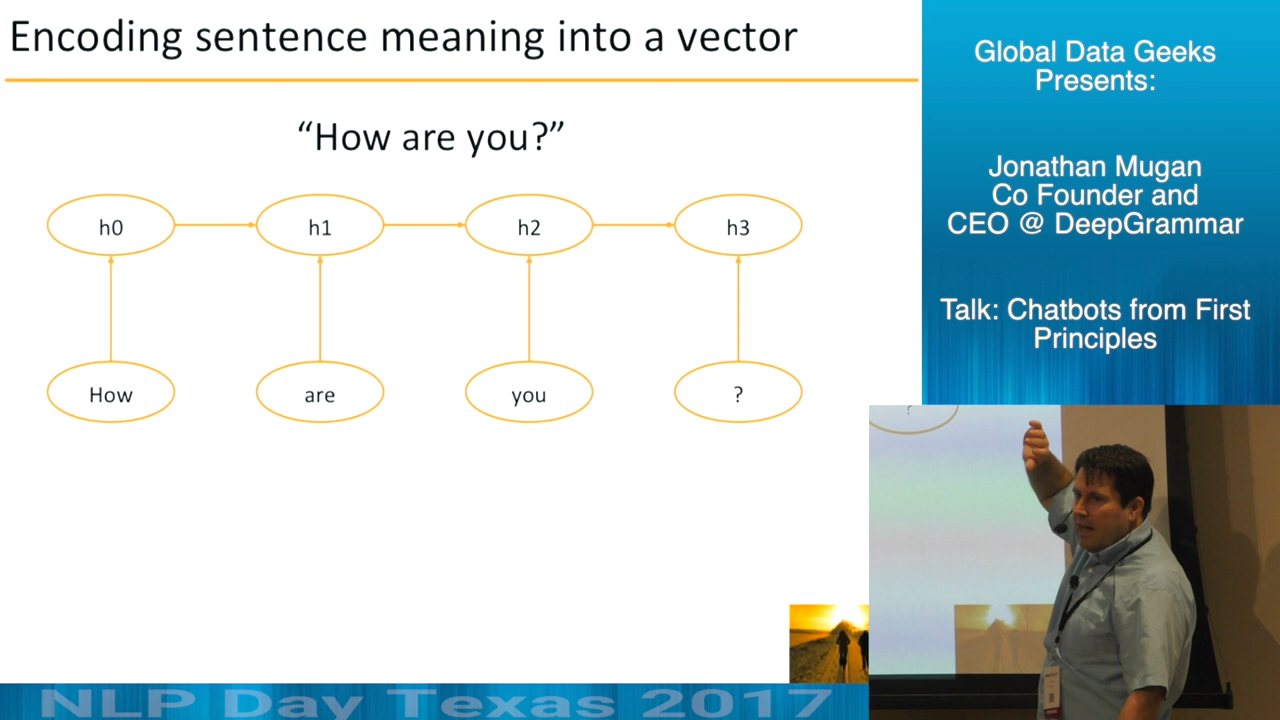 Encoding sentence meaning into a vector
“How are you?”
h0
h1
h2
h3
How
are
you
?
Global Data Geeks
Presents:
Jonathan Mugan
Co Founder and
CEO @ DeepGrammar
Talk: Chatbots from First
Principles
?
NLP Day Texas 2017